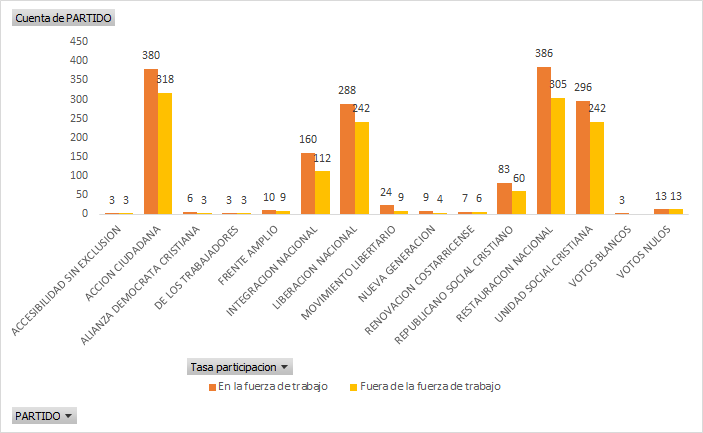 Cuenta de PARTIDO
450
400
350
300
250
200
150
100
50
0
3 3
380 318
6 3
3 3
10 9
160 112
288 242
24 9
9 4
7 6
83 60
386 305
296 242
3
13 13
ACCESIBILIDAD SIN EXCLUSION
ACCION CIUDADANA
ALIANZA DEMOCRATA CRISTIANA
DE LOS TRABAJADORES
FRENTE AMPLIO
INTEGRACION NACIONAL
LIBERACION NACIONAL
MOVIMIENTO LIBERTARIO
NUEVA GENERACION
RENOVACION COSTARRICENSE
REPUBLICANO SOCIAL CRISTIANO
RESTAURACION NACIONAL
UNIDAD SOCIAL CRISTIANA
VOTOS BLANCOS
VOTOS NULOS
Tasa participacion
En la fuerza de trabajo Fuera de la fuerza de trabajo
PARTIDO